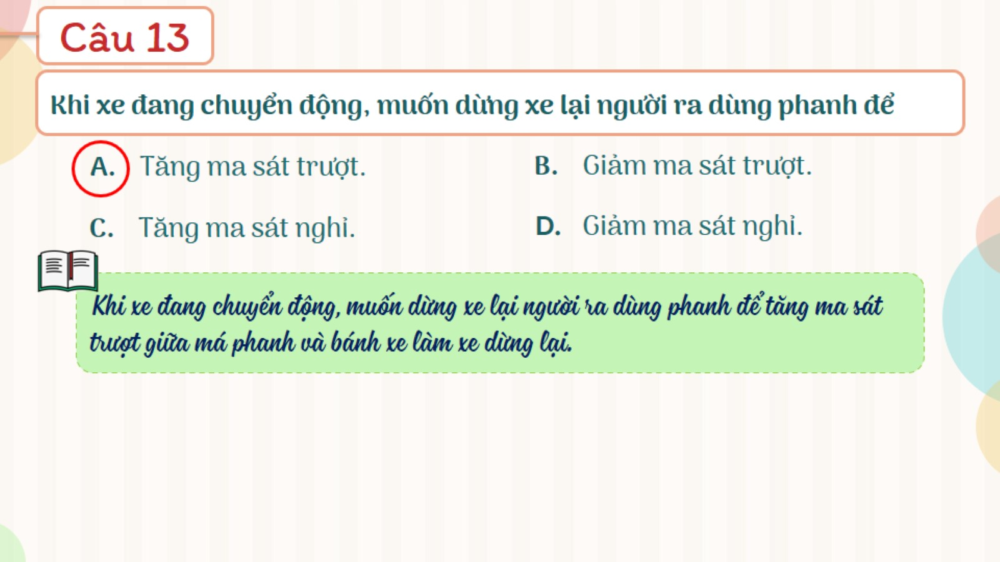 Câu 13
Khi xe đang chuyển động, muốn dừng xe lại người ra dùng phanh để
A. Tăng ma sát trượt.
B. Giảm ma sát trượt.
C. Tăng ma sát nghỉ.
D. Giảm ma sát nghỉ.
Khi xe đang chuyển động, muốn dừng xe lại người ra dùng phanh để tăng ma sát
trượt giữa má phanh và bánh xe làm xe dừng lại.